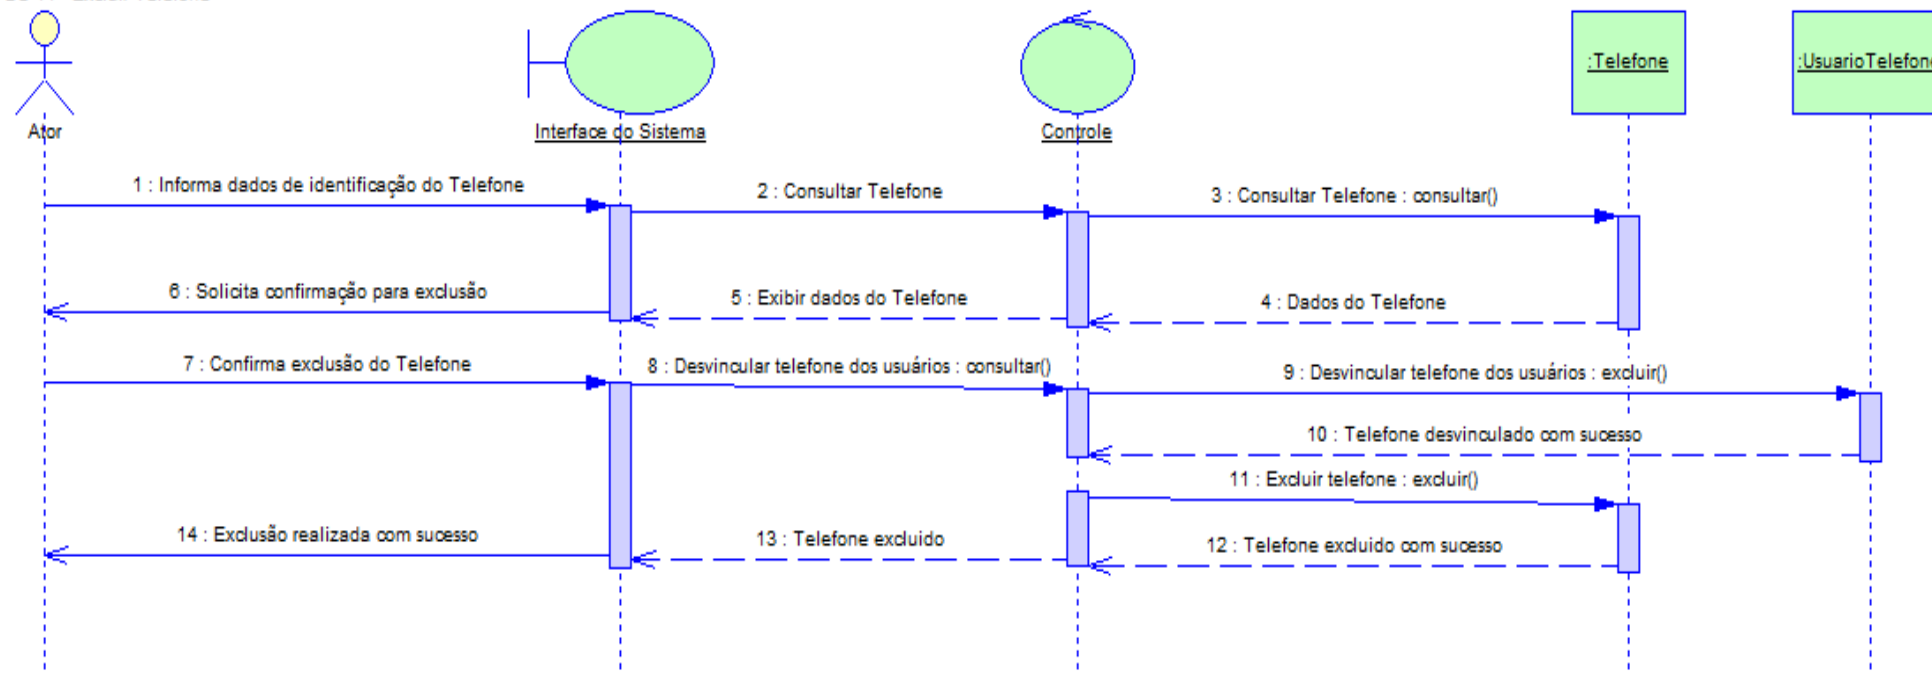 :Telefone
:UsuarioTelefone
Ator
Interface do Sistema
Controle
1 : Informa dados de identificação do Telefone
2 : Consultar Telefone
3 : Consultar Telefone : consultar()
6 : Solicita confirmação para exclusão
5 : Exibir dados do Telefone
4 : Dados do Telefone
7 : Confirma exclusão do Telefone
8 : Desvincular telefone dos usuários : consultar()
9 : Desvincular telefone dos usuários : excluir()
10 : Telefone desvinculado com sucesso
11 : Excluir telefone : excluir()
14 : Exclusão realizada com sucesso
13 : Telefone excluido
12 : Telefone excluido com sucesso